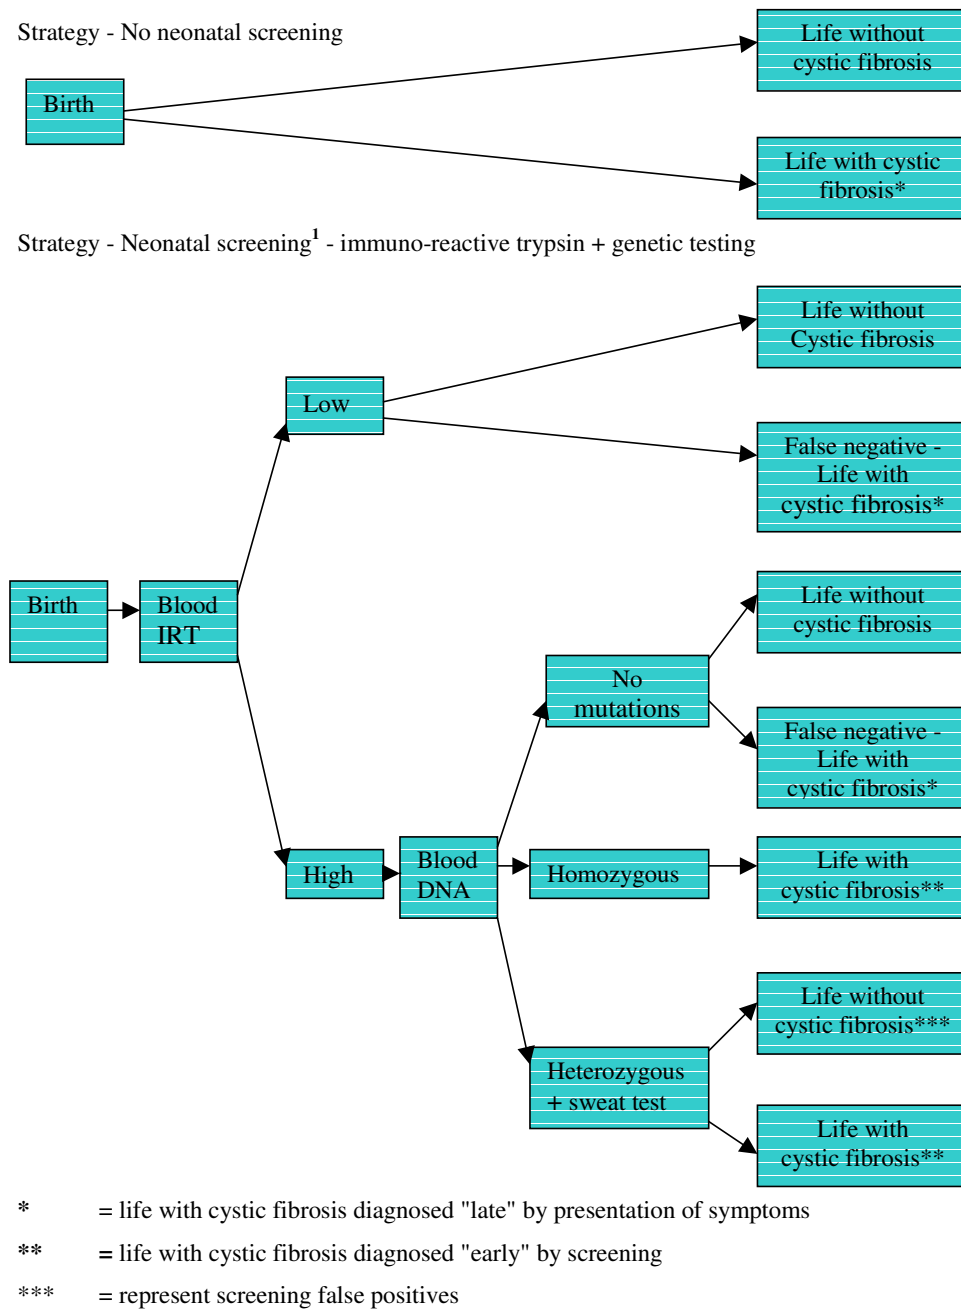 Strategy - No neonatal screening
Birth
Life without
cystic fibrosis
Life with cystic
fibrosis*
Strategy - Neonatal screening¹ - immuno-reactive trypsin + genetic testing
Life without
Cystic fibrosis
Low
False negative -
Life with
cystic fibrosis*
Birth
Blood
IRT
Life without
cystic fibrosis
No
mutations
False negative -
Life with
cystic fibrosis*
High
Blood
DNA
Homozygous
Life with
cystic fibrosis**
Life without
cystic fibrosis***
Heterozygous
+ sweat test
Life with
cystic fibrosis**
* = life with cystic fibrosis diagnosed "late" by presentation of symptoms
** = life with cystic fibrosis diagnosed "early" by screening
*** = represent screening false positives